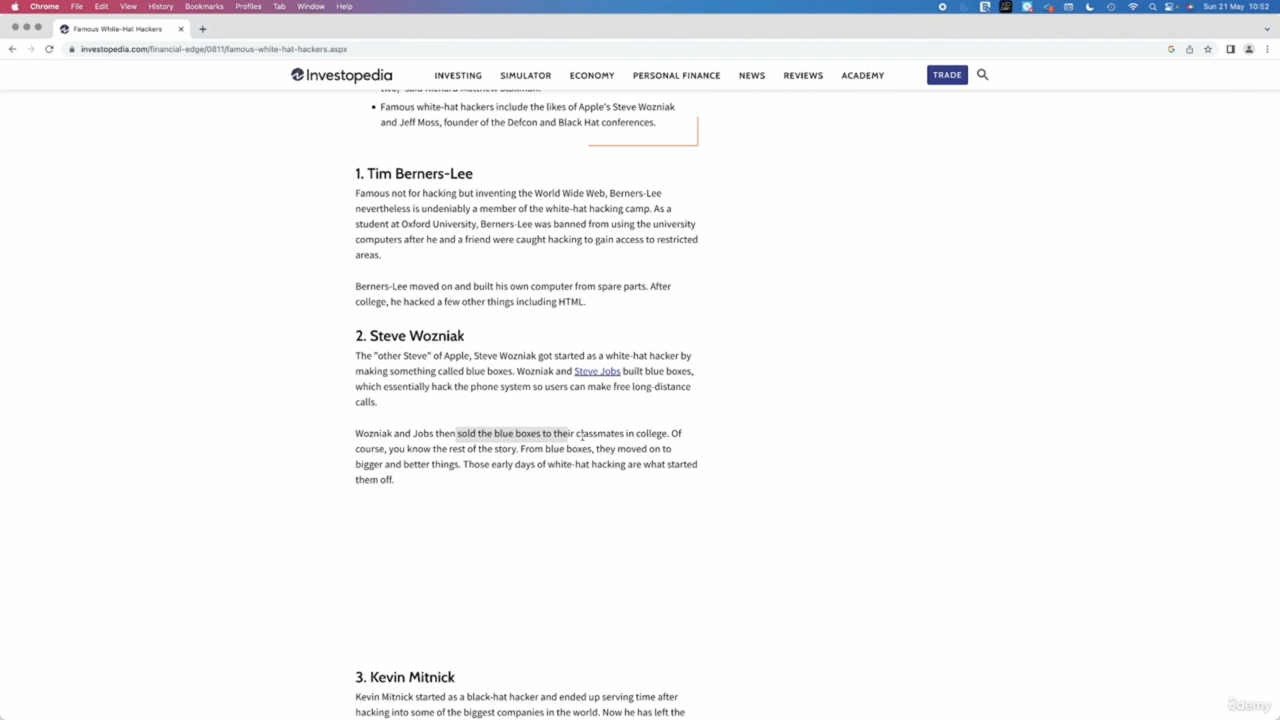 Chrome File Edit View History Bookmarks Profiles Tab Window Help Sun 21 May 10:52
Famous White-Hat Hackers
investopedia.com/financial-edge/0811/famous-white-hat-hackers.aspx
Investopedia INVESTING SIMULATOR ECONOMY PERSONAL FINANCE NEWS REVIEWS ACADEMY TRADE
two," said Richard Matthew Stallman.
• Famous white-hat hackers include the likes of Apple's Steve Wozniak
and Jeff Moss, founder of the Defcon and Black Hat conferences.
1. Tim Berners-Lee
Famous not for hacking but inventing the World Wide Web, Berners-Lee
nevertheless is undeniably a member of the white-hat hacking camp. As a
student at Oxford University, Berners-Lee was banned from using the university
computers after he and a friend were caught hacking to gain access to restricted
areas.
Berners-Lee moved on and built his own computer from spare parts. After
college, he hacked a few other things including HTML.
2. Steve Wozniak
The "other Steve" of Apple, Steve Wozniak got started as a white-hat hacker by
making something called blue boxes. Wozniak and Steve Jobs built blue boxes,
which essentially hack the phone system so users can make free long-distance
calls.
Wozniak and Jobs then sold the blue boxes to their classmates in college. Of
course, you know the rest of the story. From blue boxes, they moved on to
bigger and better things. Those early days of white-hat hacking are what started
them off.
3. Kevin Mitnick
Kevin Mitnick started as a black-hat hacker and ended up serving time after
hacking into some of the biggest companies in the world. Now he has left the
ûdemy